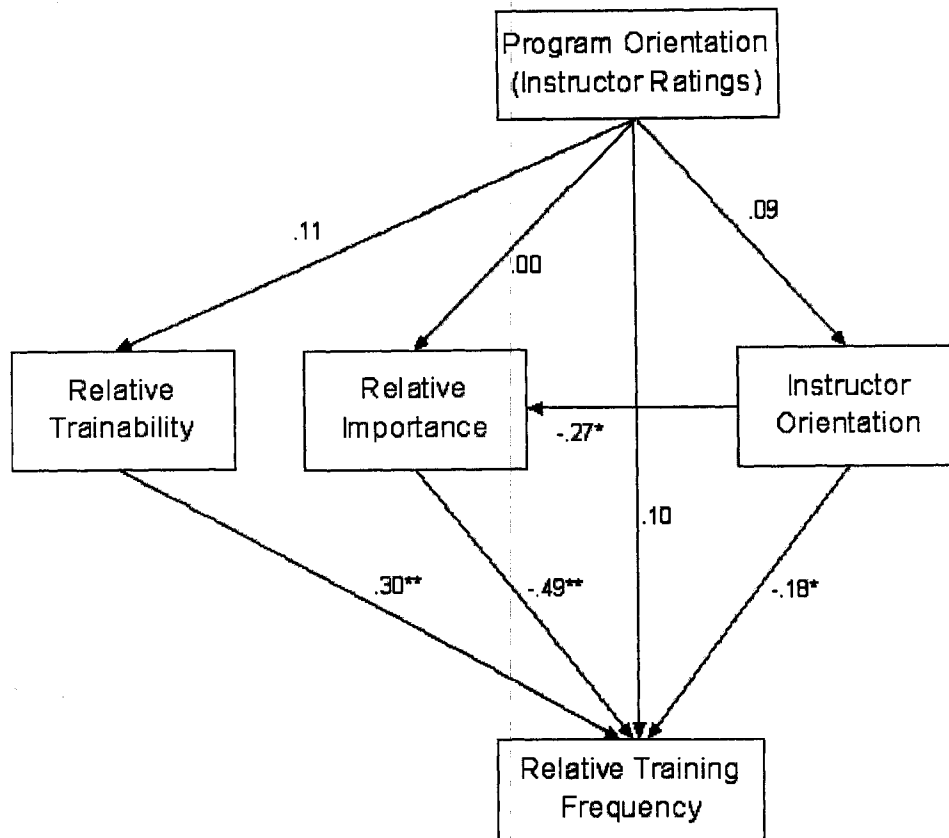 Program Orientation
(Instructor Ratings)
.11
.00
.09
Relative
Trainability
Relative
Importance
Instructor
Orientation
-.27*
.10
.30**
-.49**
-.18*
Relative Training
Frequency